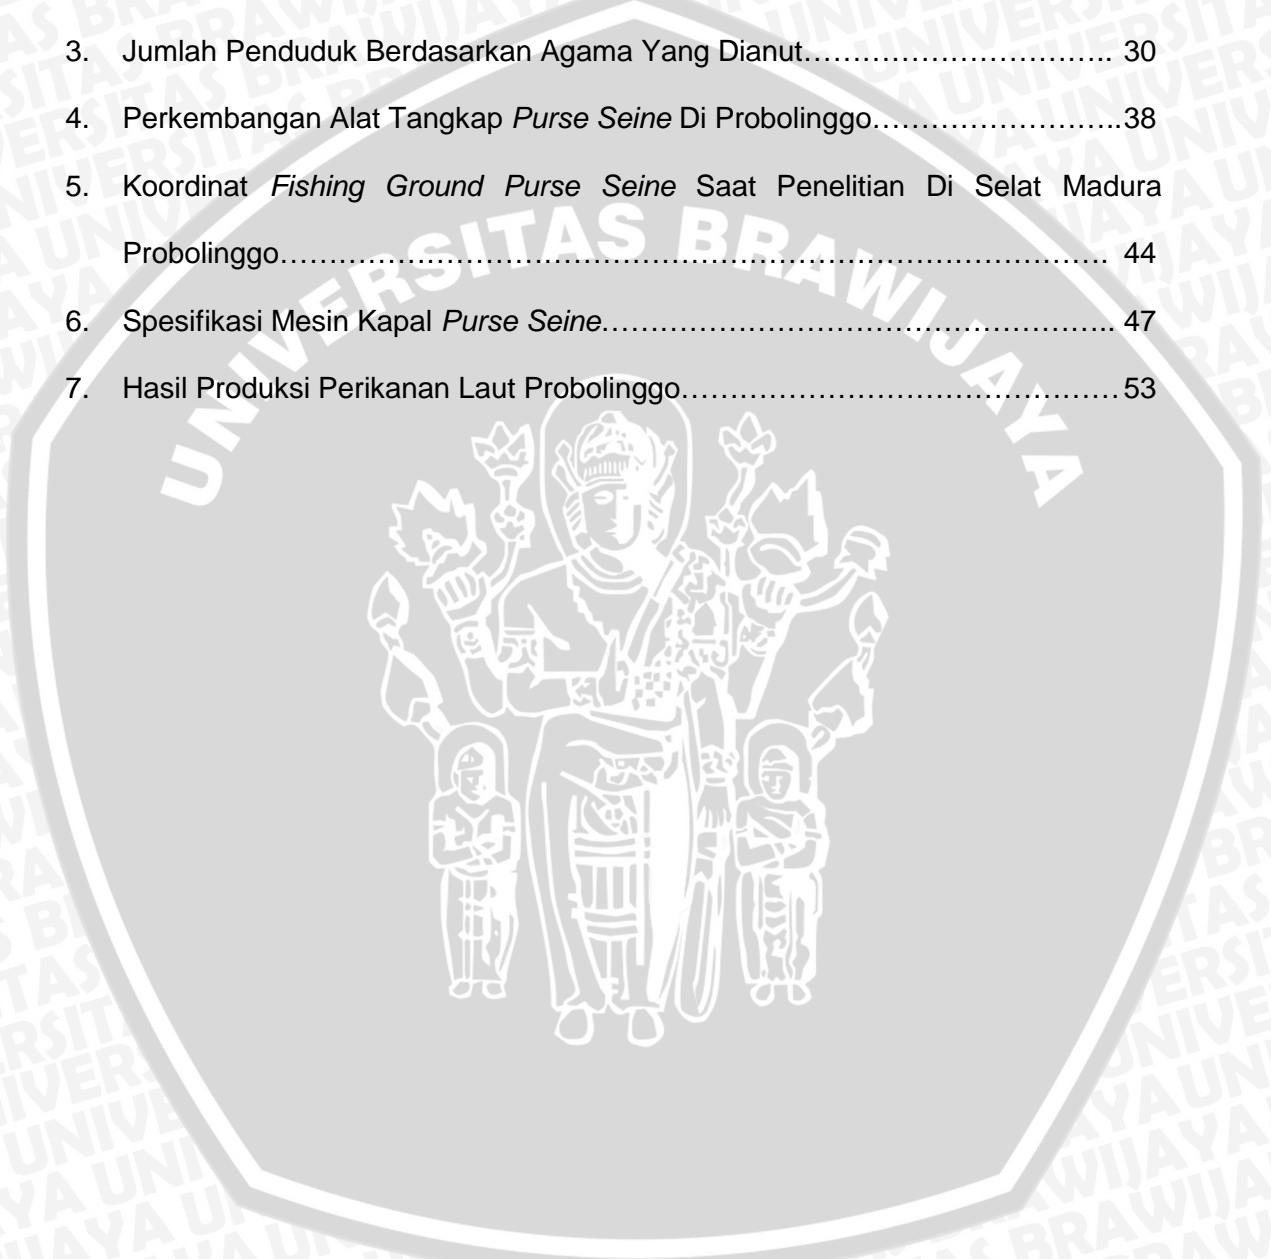 3. Jumlah Penduduk Berdasarkan Agama Yang Dianut………………………….. 30
4. Perkembangan Alat Tangkap Purse Seine Di Probolinggo……………………..38
5. Koordinat Fishing Ground Purse Seine Saat Penelitian Di Selat Madura
Probolinggo……………………………………………………………………….. 44
6. Spesifikasi Mesin Kapal Purse Seine…………………………………………….. 47
7. Hasil Produksi Perikanan Laut Probolinggo……………………………………… 53
UNIVERSITAS BRAWIJAYA